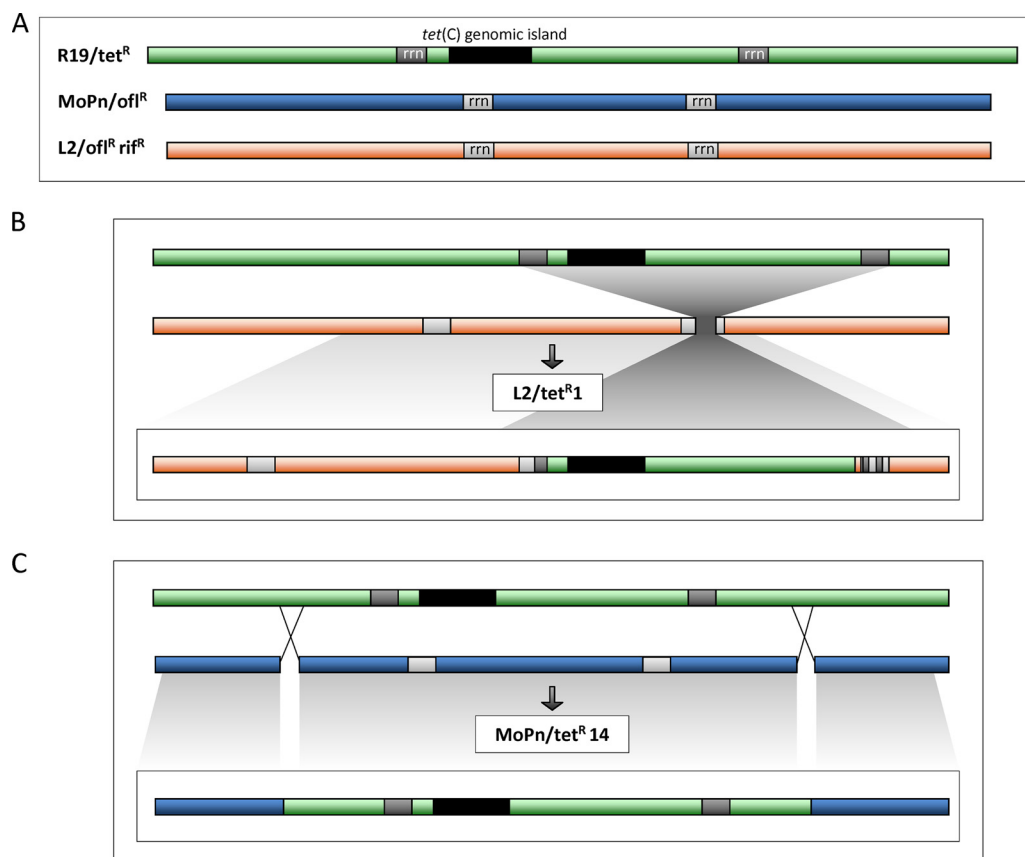 A
tet(C) genomic island
R19/tetᴿ rrn rrn
MoPn/oflᴿ rrn rrn
L2/oflᴿ rifᴿ rrn rrn
B
L2/tetᴿ1
C
MoPn/tetᴿ 14